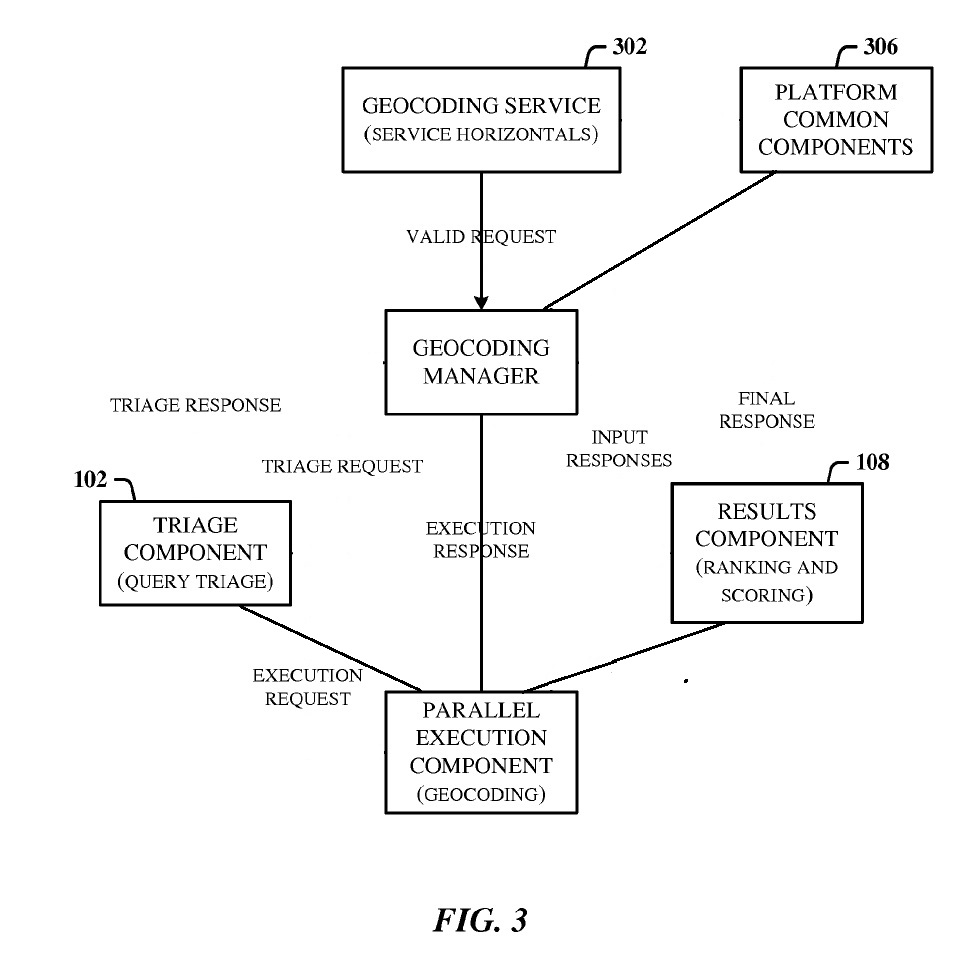 302
306
GEOCODING SERVICE
(SERVICE HORIZONTALS)
PLATFORM
COMMON
COMPONENTS
VALID REQUEST
GEOCODING
MANAGER
TRIAGE RESPONSE
FINAL
RESPONSE
INPUT
RESPONSES
TRIAGE REQUEST
102
108
TRIAGE
COMPONENT
(QUERY TRIAGE)
EXECUTION
RESPONSE
RESULTS
COMPONENT
(RANKING AND
SCORING)
EXECUTION
REQUEST
PARALLEL
EXECUTION
COMPONENT
(GEOCODING)
FIG. 3